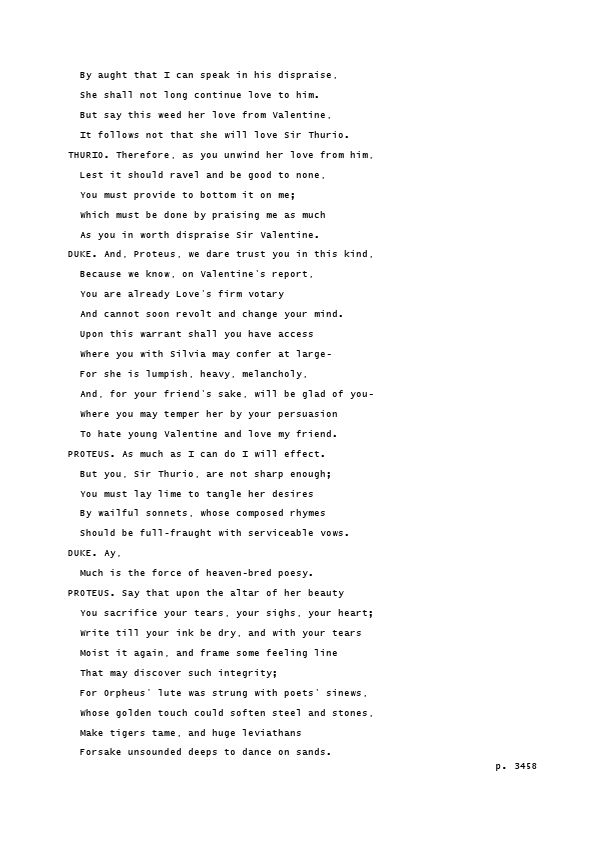 By aught that I can speak in his dispraise,
She shall not long continue love to him.
But say this weed her love from Valentine,
It follows not that she will love Sir Thurio.
THURIO. Therefore, as you unwind her love from him,
Lest it should ravel and be good to none,
You must provide to bottom it on me;
Which must be done by praising me as much
As you in worth dispraise Sir Valentine.
DUKE. And, Proteus, we dare trust you in this kind,
Because we know, on Valentine's report,
You are already Love's firm votary
And cannot soon revolt and change your mind.
Upon this warrant shall you have access
Where you with Silvia may confer at large-
For she is lumpish, heavy, melancholy,
And, for your friend's sake, will be glad of you-
Where you may temper her by your persuasion
To hate young Valentine and love my friend.
PROTEUS. As much as I can do I will effect.
But you, Sir Thurio, are not sharp enough;
You must lay lime to tangle her desires
By wailful sonnets, whose composed rhymes
Should be full-fraught with serviceable vows.
DUKE. Ay,
Much is the force of heaven-bred poesy.
PROTEUS. Say that upon the altar of her beauty
You sacrifice your tears, your sighs, your heart;
Write till your ink be dry, and with your tears
Moist it again, and frame some feeling line
That may discover such integrity;
For Orpheus' lute was strung with poets' sinews,
Whose golden touch could soften steel and stones,
Make tigers tame, and huge leviathans
Forsake unsounded deeps to dance on sands.
p. 3458